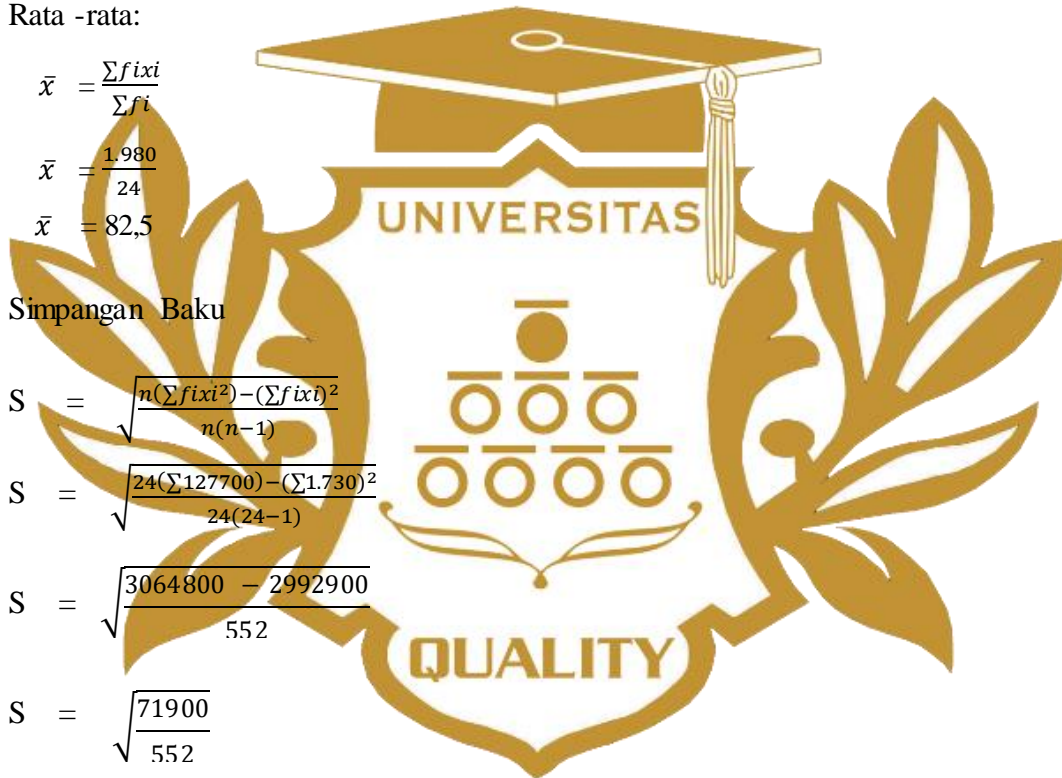 Rata -rata:
x̄ = ∑fixi / ∑fi
x̄ = 1.980 / 24
x̄ = 82,5
UNIVERSITAS
Simpangan Baku
S = √((n(∑fixi²)−(∑fixi)²) / (n(n−1)))
S = √((24(∑127700)−(∑1.730)²) / (24(24−1)))
S = √((3064800 − 2992900) / 552)
QUALITY
S = √(71900 / 552)